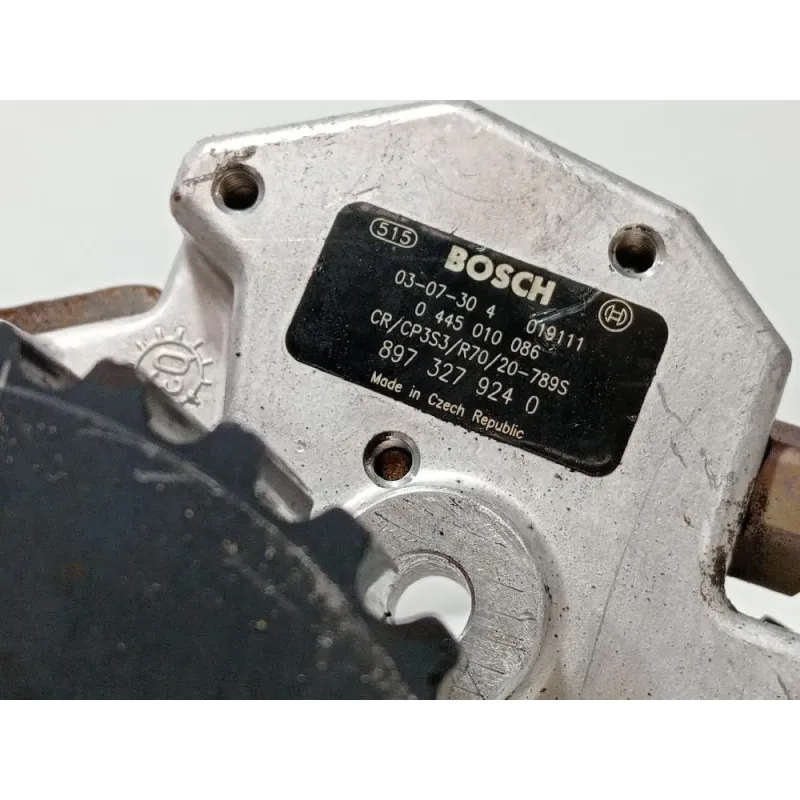 515
BOSCH
03-07-30 4 019111
0 445 010 086
CR/CP3S3/R70/20-789S
897 327 924 0
Made in Czech Republic